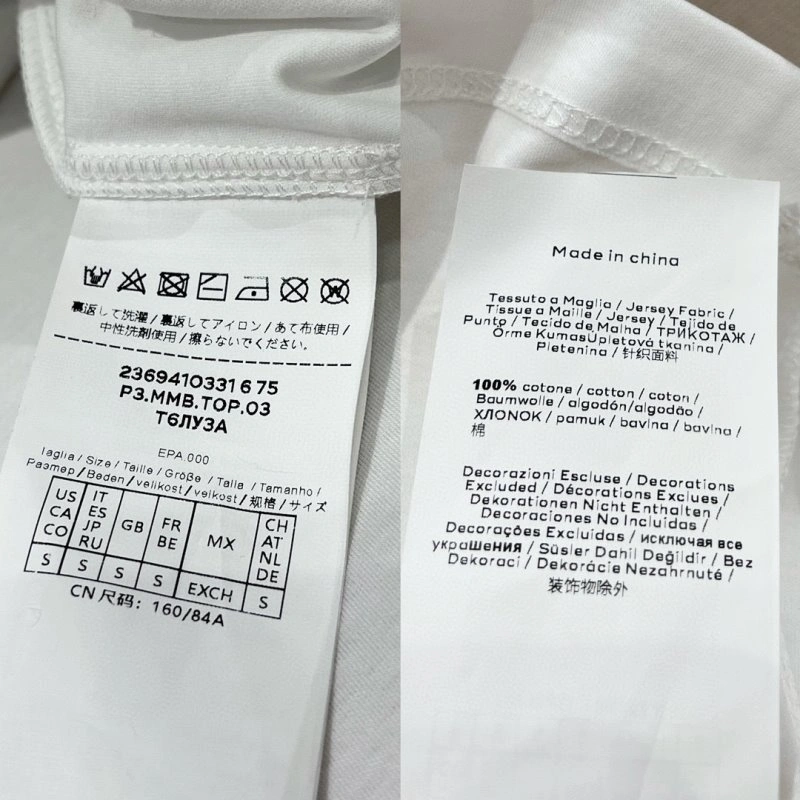 裏返して洗濯 / 裏返してアイロン / あて布使用 /
中性洗剤使用 / 擦らないでください。
236941033 1 6 75
P3.MMB.TOP.03
Т6ЛУЗА
EPA.000
Taglia / Size / Taille / Größe / Talla / Tamanho /
Размер / Beden / velikost / veľkost / 规格 / サイズ
US CA CO
IT ES JP RU
GB
FR BE
MX
CH AT NL DE
S S S S EXCH S
CN 尺码: 160/84A
Made in china
Tessuto a Maglia / Jersey Fabric /
Tissue a Maille / Jersey / Tejido de
Punto / Tecido de Malha / ТРИКОТАЖ /
Örme KumasUpletová tkanina /
Pletenina / 针织面料
100% cotone / cotton / coton /
Baumwolle / algodón/algodão /
ХЛОNOK / pamuk / bavlna / bavlna /
棉
Decorazioni Escluse / Decorations
Excluded / Décorations Exclues /
Dekorationen Nicht Enthalten /
Decoraciones No Incluidas /
Decorações Excluidas / исключая все
украшения / Süsler Dahil Değildir / Bez
Dekoraci / Dekorácie Nezahrnuté /
装饰物除外